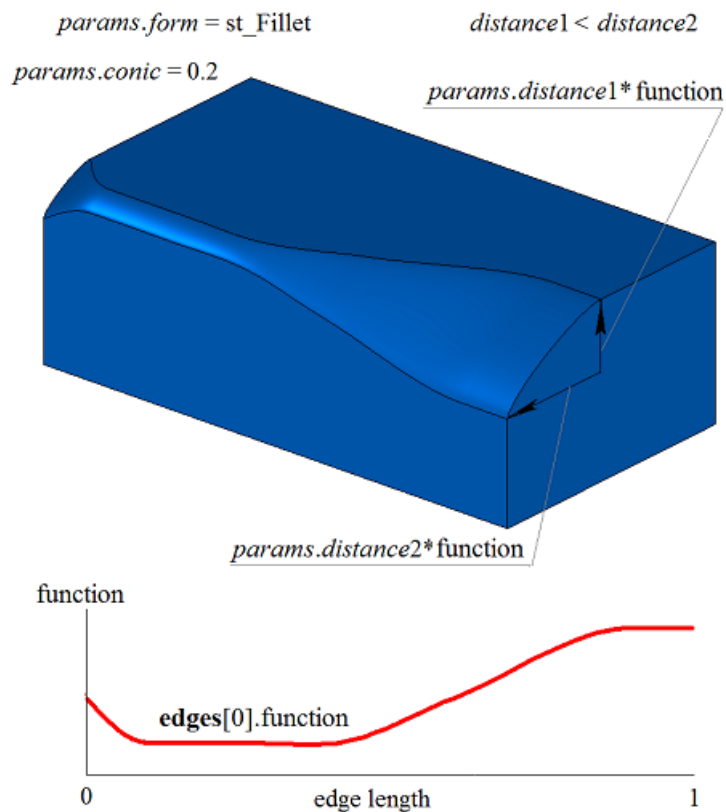 params.form = st_Fillet
distance1 < distance2
params.conic = 0.2
params.distance1* function
params.distance2* function
function
edges[0].function
0
edge length
1